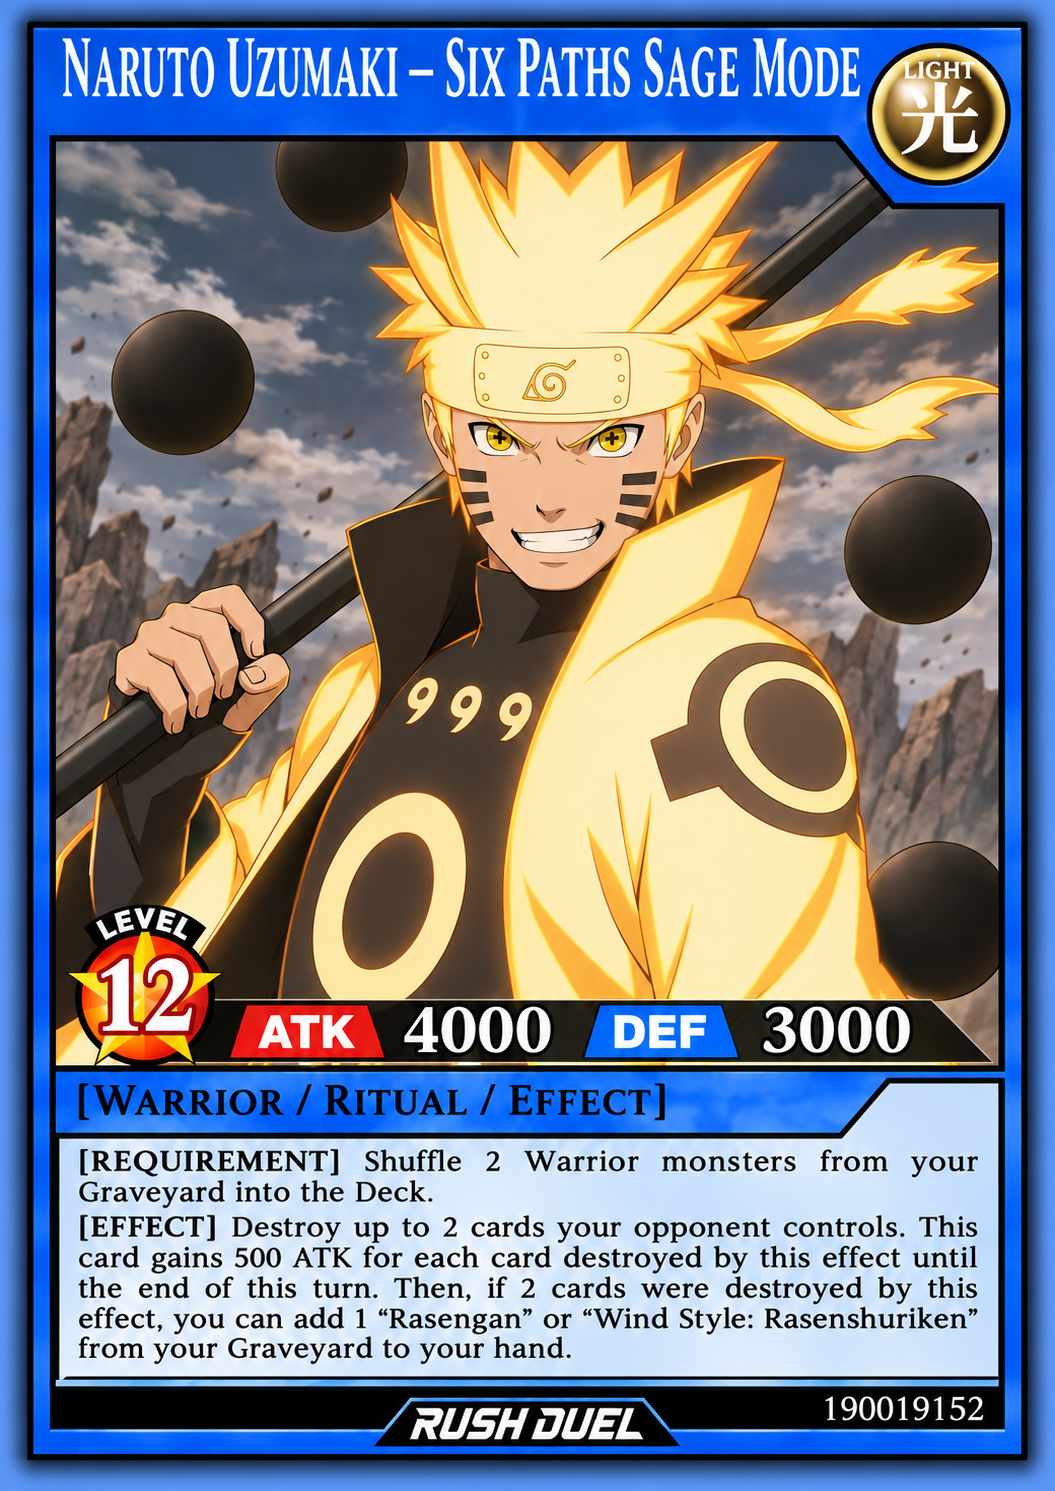 NARUTO UZUMAKI – SIX PATHS SAGE MODE
LIGHT
光
LEVEL
12
ATK 4000 DEF 3000
[WARRIOR / RITUAL / EFFECT]
[REQUIREMENT] Shuffle 2 Warrior monsters from your
Graveyard into the Deck.
[EFFECT] Destroy up to 2 cards your opponent controls. This
card gains 500 ATK for each card destroyed by this effect until
the end of this turn. Then, if 2 cards were destroyed by this
effect, you can add 1 “Rasengan” or “Wind Style: Rasenshuriken”
from your Graveyard to your hand.
RUSH DUEL
190019152